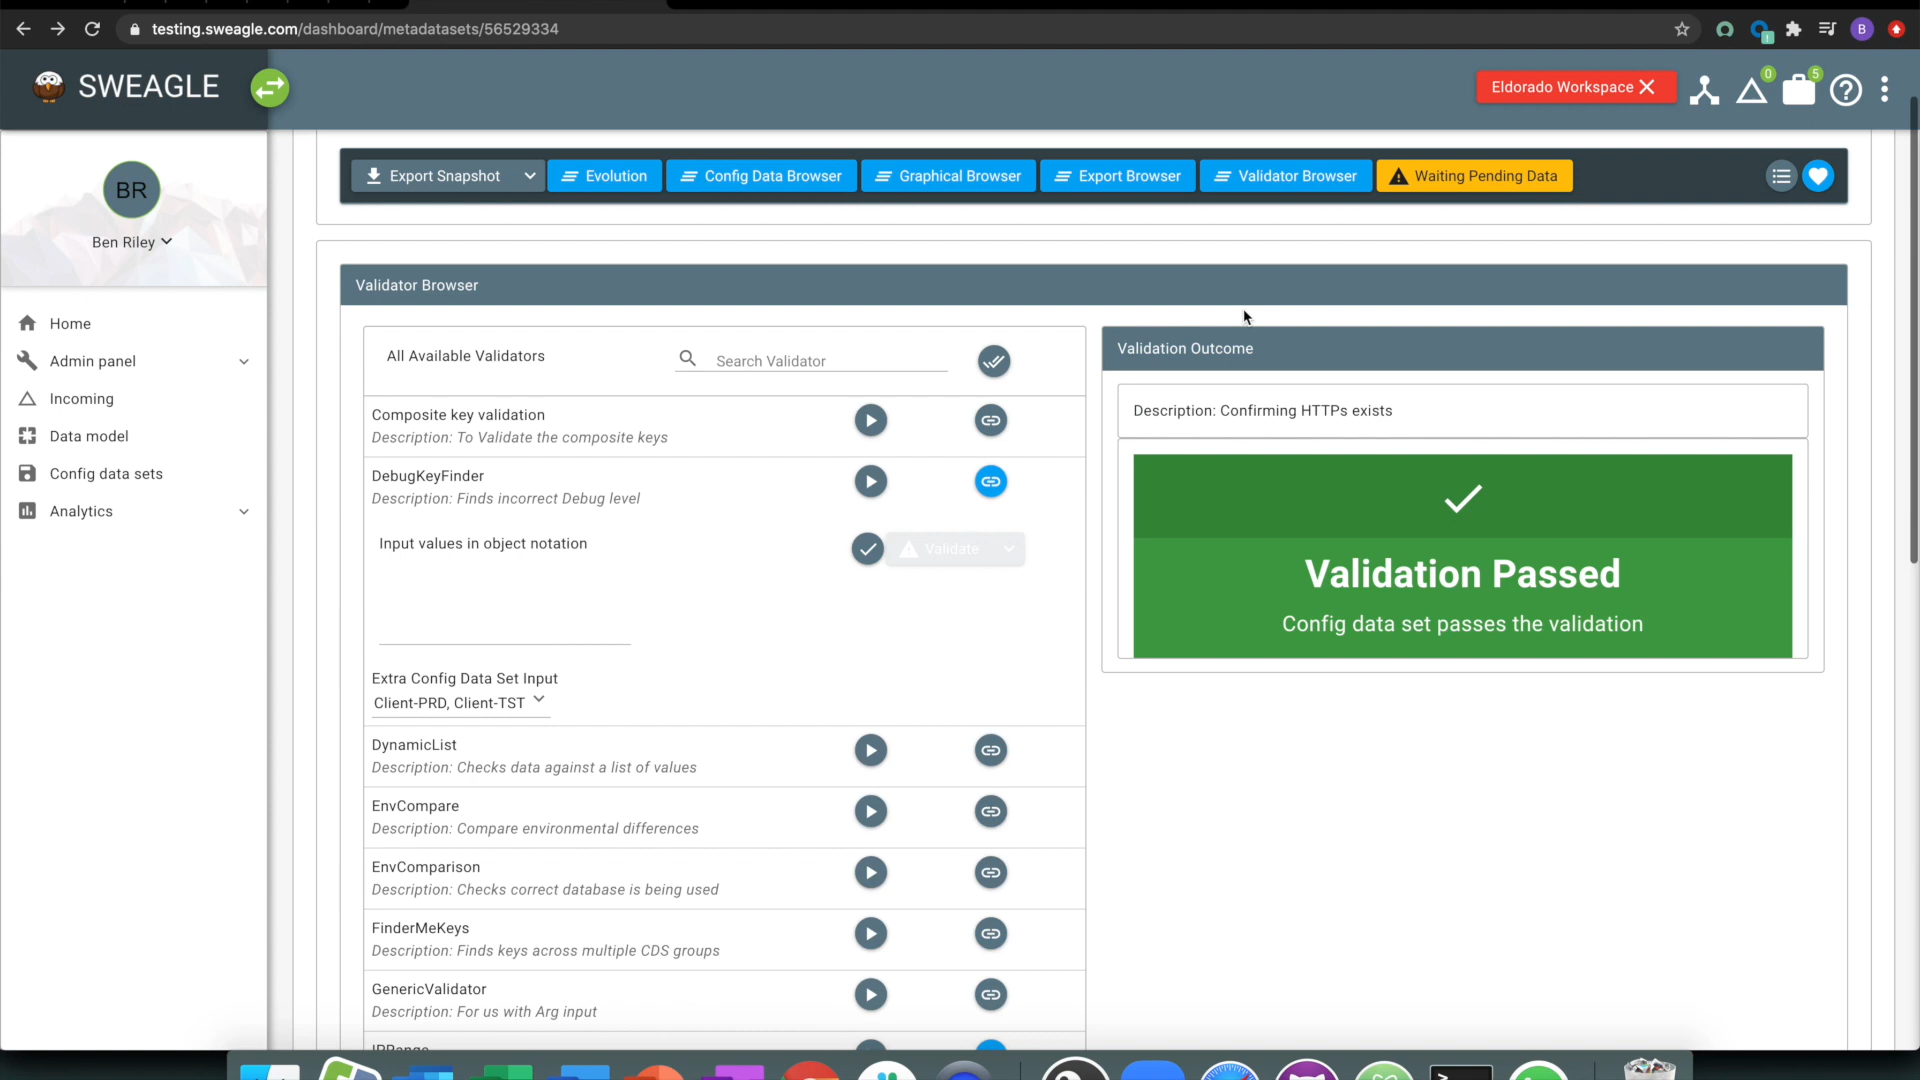 testing.sweagle.com/dashboard/metadatasets/56529334
B
SWEAGLE
Eldorado Workspace
0
5
BR
Ben Riley
Home
Admin panel
Incoming
Data model
Config data sets
Analytics
Export Snapshot
Evolution
Config Data Browser
Graphical Browser
Export Browser
Validator Browser
Waiting Pending Data
Validator Browser
All Available Validators
Search Validator
Composite key validation
Description: To Validate the composite keys
DebugKeyFinder
Description: Finds incorrect Debug level
Input values in object notation
Validate
Extra Config Data Set Input
Client-PRD, Client-TST
DynamicList
Description: Checks data against a list of values
EnvCompare
Description: Compare environmental differences
EnvComparison
Description: Checks correct database is being used
FinderMeKeys
Description: Finds keys across multiple CDS groups
GenericValidator
Description: For us with Arg input
IPRange
Validation Outcome
Description: Confirming HTTPs exists
Validation Passed
Config data set passes the validation